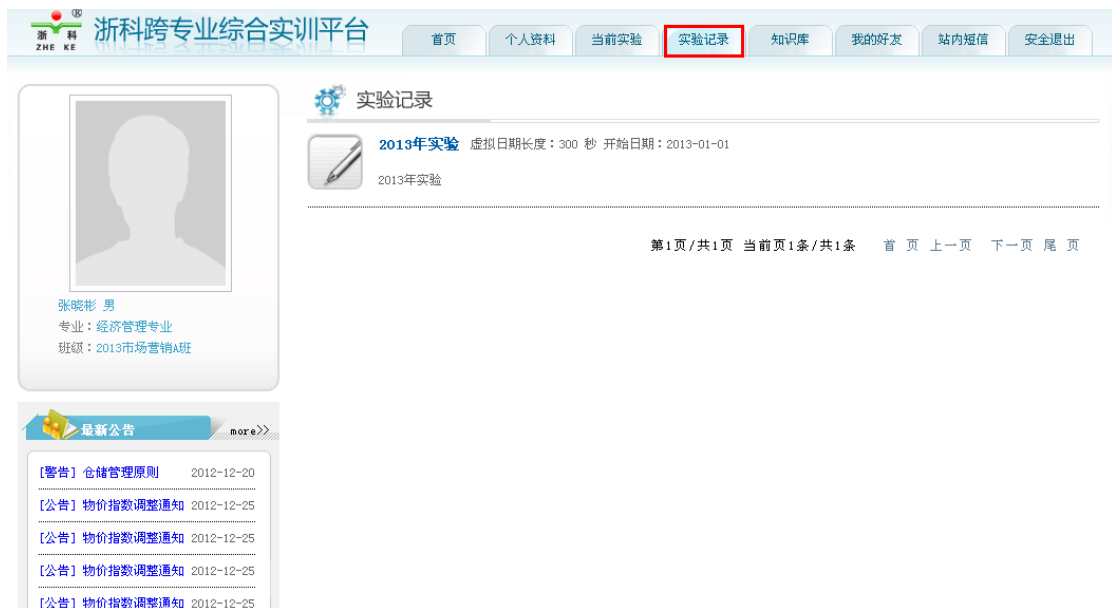 浙 科
ZHE KE
®
浙科跨专业综合实训平台
首页 个人资料 当前实验 实验记录 知识库 我的好友 站内短信 安全退出
实验记录
2013年实验 虚拟日期长度:300 秒 开始日期:2013-01-01
2013年实验
第1页/共1页 当前页1条/共1条 首 页 上一页 下一页 尾 页
张晓彬 男
专业:经济管理专业
班级:2013市场营销A班
最新公告 more>>
[警告] 仓储管理原则 2012-12-20
[公告] 物价指数调整通知 2012-12-25
[公告] 物价指数调整通知 2012-12-25
[公告] 物价指数调整通知 2012-12-25
[公告] 物价指数调整通知 2012-12-25